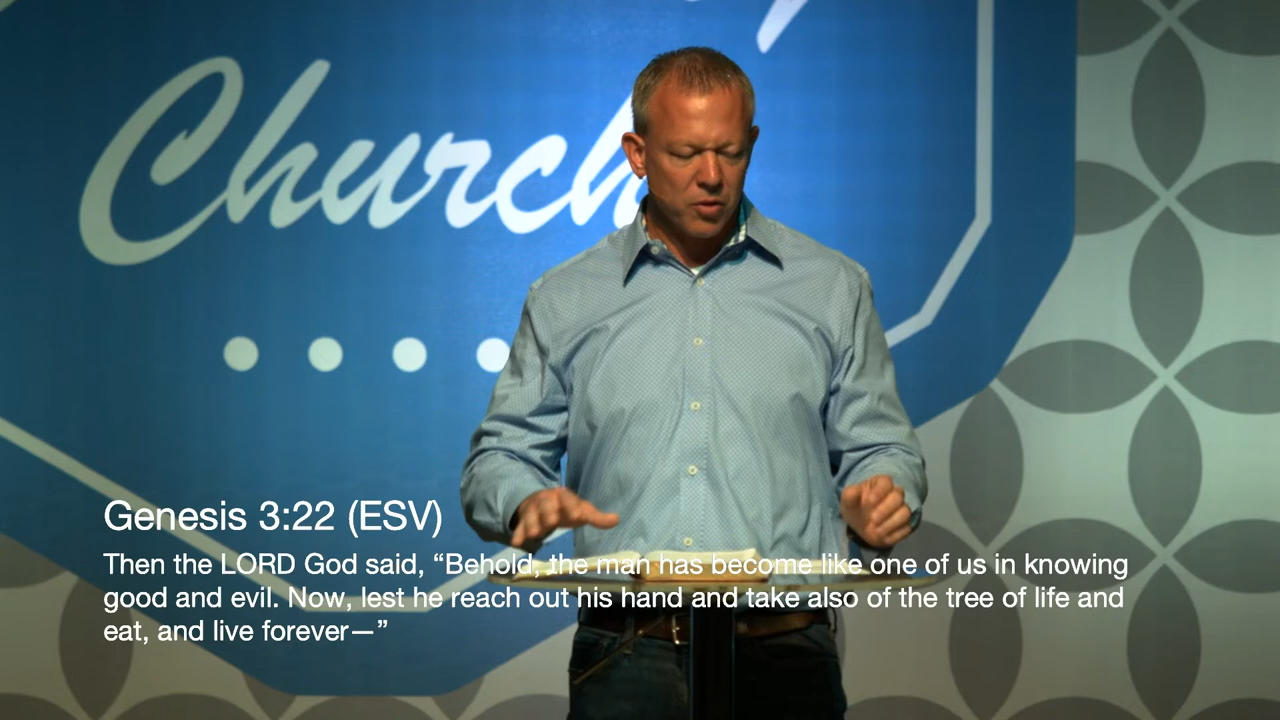 Church
Genesis 3:22 (ESV)
Then the LORD God said, “Behold, the man has become like one of us in knowing
good and evil. Now, lest he reach out his hand and take also of the tree of life and
eat, and live forever—”